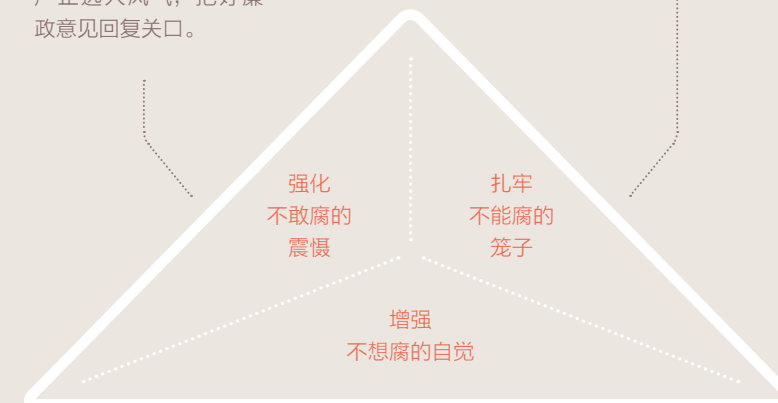 政意见回复关口。
强化
不敢腐的
震慑
扎牢
不能腐的
笼子
增强
不想腐的自觉